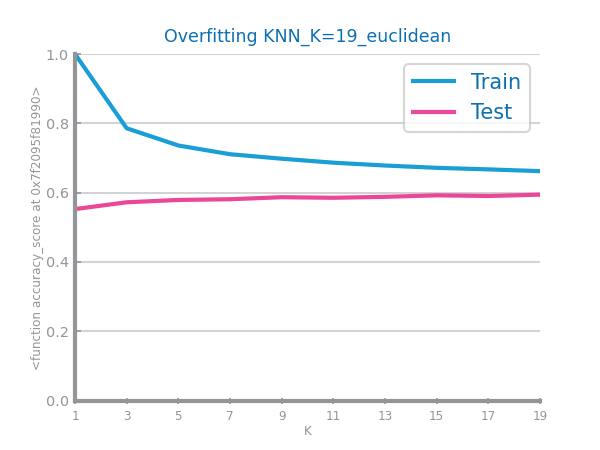 Overfitting KNN_K=19_euclidean
<function accuracy_score at 0x7f2095f81990>
1.0
0.8
0.6
0.4
0.2
0.0
Train
Test
1 3 5 7 9 11 13 15 17 19
K